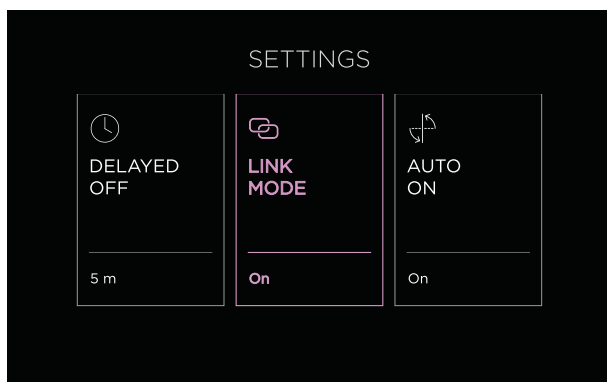 SETTINGS
DELAYED
OFF
5 m
LINK
MODE
On
AUTO
ON
On